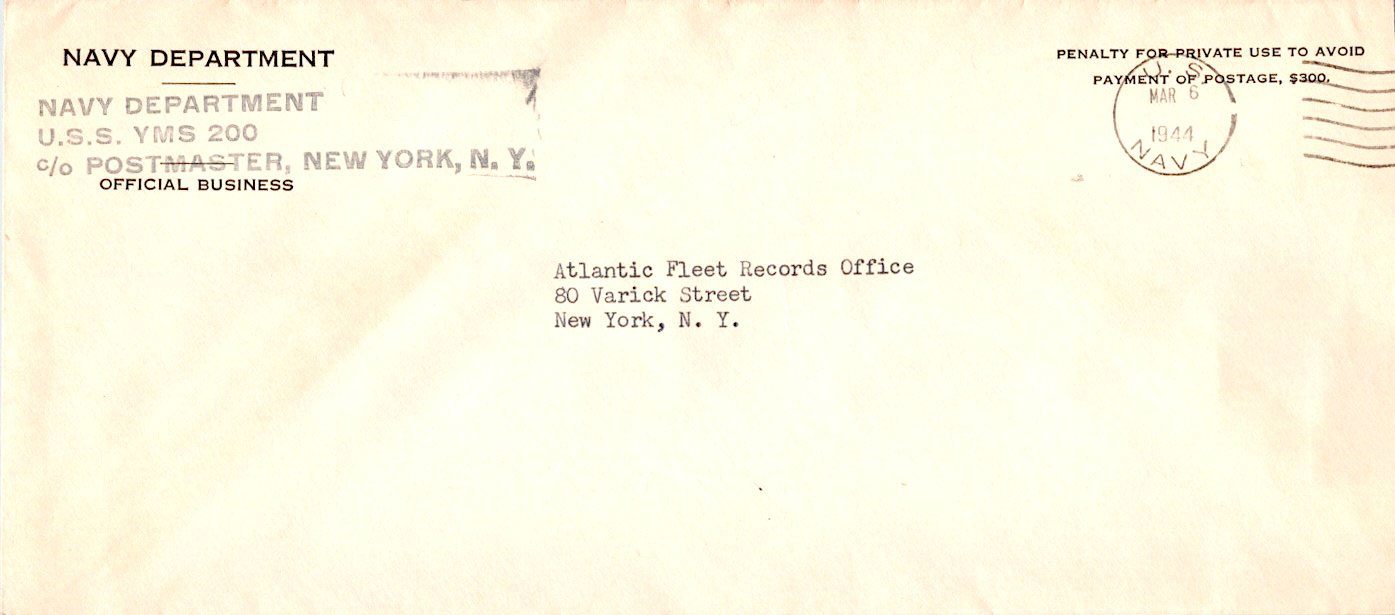 NAVY DEPARTMENT
NAVY DEPARTMENT
U.S.S. YMS 200
c/o POSTMASTER, NEW YORK, N. Y.
OFFICIAL BUSINESS
PENALTY FOR PRIVATE USE TO AVOID
PAYMENT OF POSTAGE, $300.
U. S.
MAR 6
1944
NAVY
Atlantic Fleet Records Office
80 Varick Street
New York, N. Y.